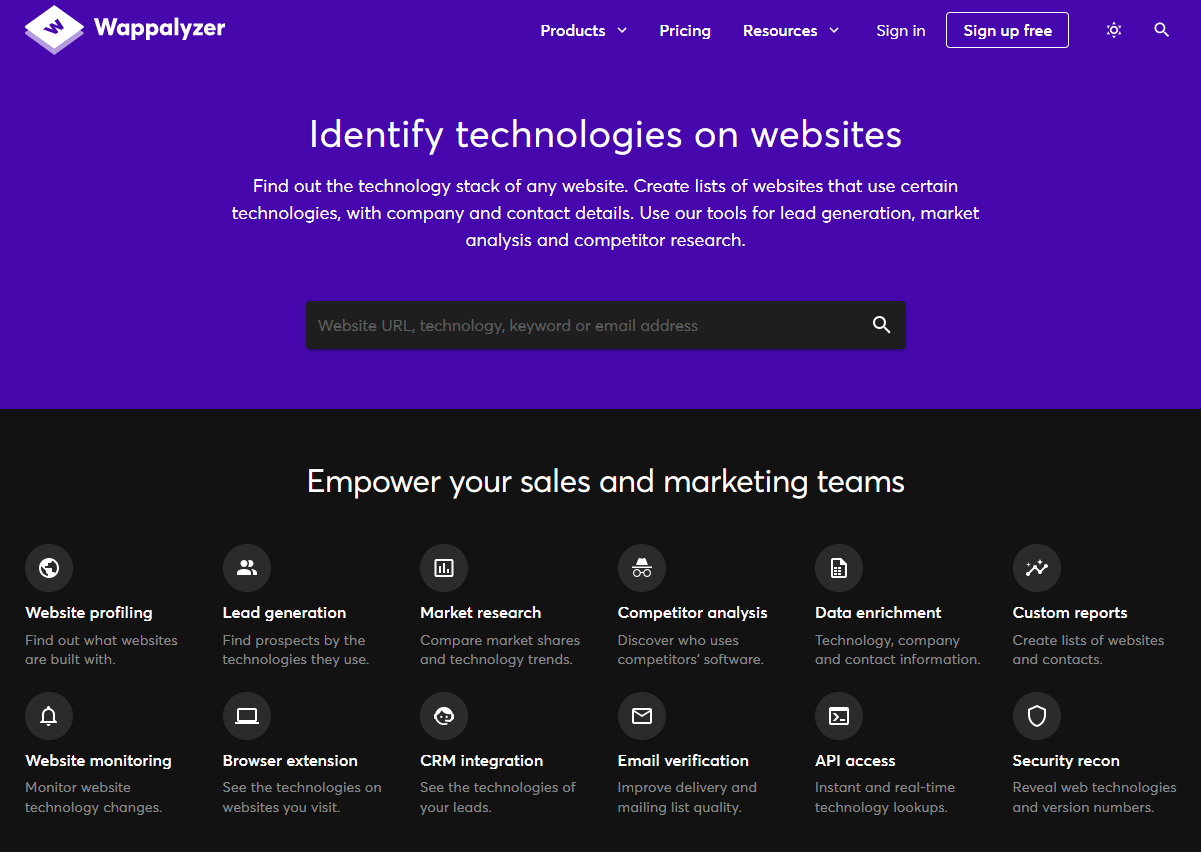 Wappalyzer
Products Pricing Resources Sign in Sign up free
Identify technologies on websites
Find out the technology stack of any website. Create lists of websites that use certain
technologies, with company and contact details. Use our tools for lead generation, market
analysis and competitor research.
Website URL, technology, keyword or email address
Empower your sales and marketing teams
Website profiling
Find out what websites
are built with.
Lead generation
Find prospects by the
technologies they use.
Market research
Compare market shares
and technology trends.
Competitor analysis
Discover who uses
competitors' software.
Data enrichment
Technology, company
and contact information.
Custom reports
Create lists of websites
and contacts.
Website monitoring
Monitor website
technology changes.
Browser extension
See the technologies on
websites you visit.
CRM integration
See the technologies of
your leads.
Email verification
Improve delivery and
mailing list quality.
API access
Instant and real-time
technology lookups.
Security recon
Reveal web technologies
and version numbers.